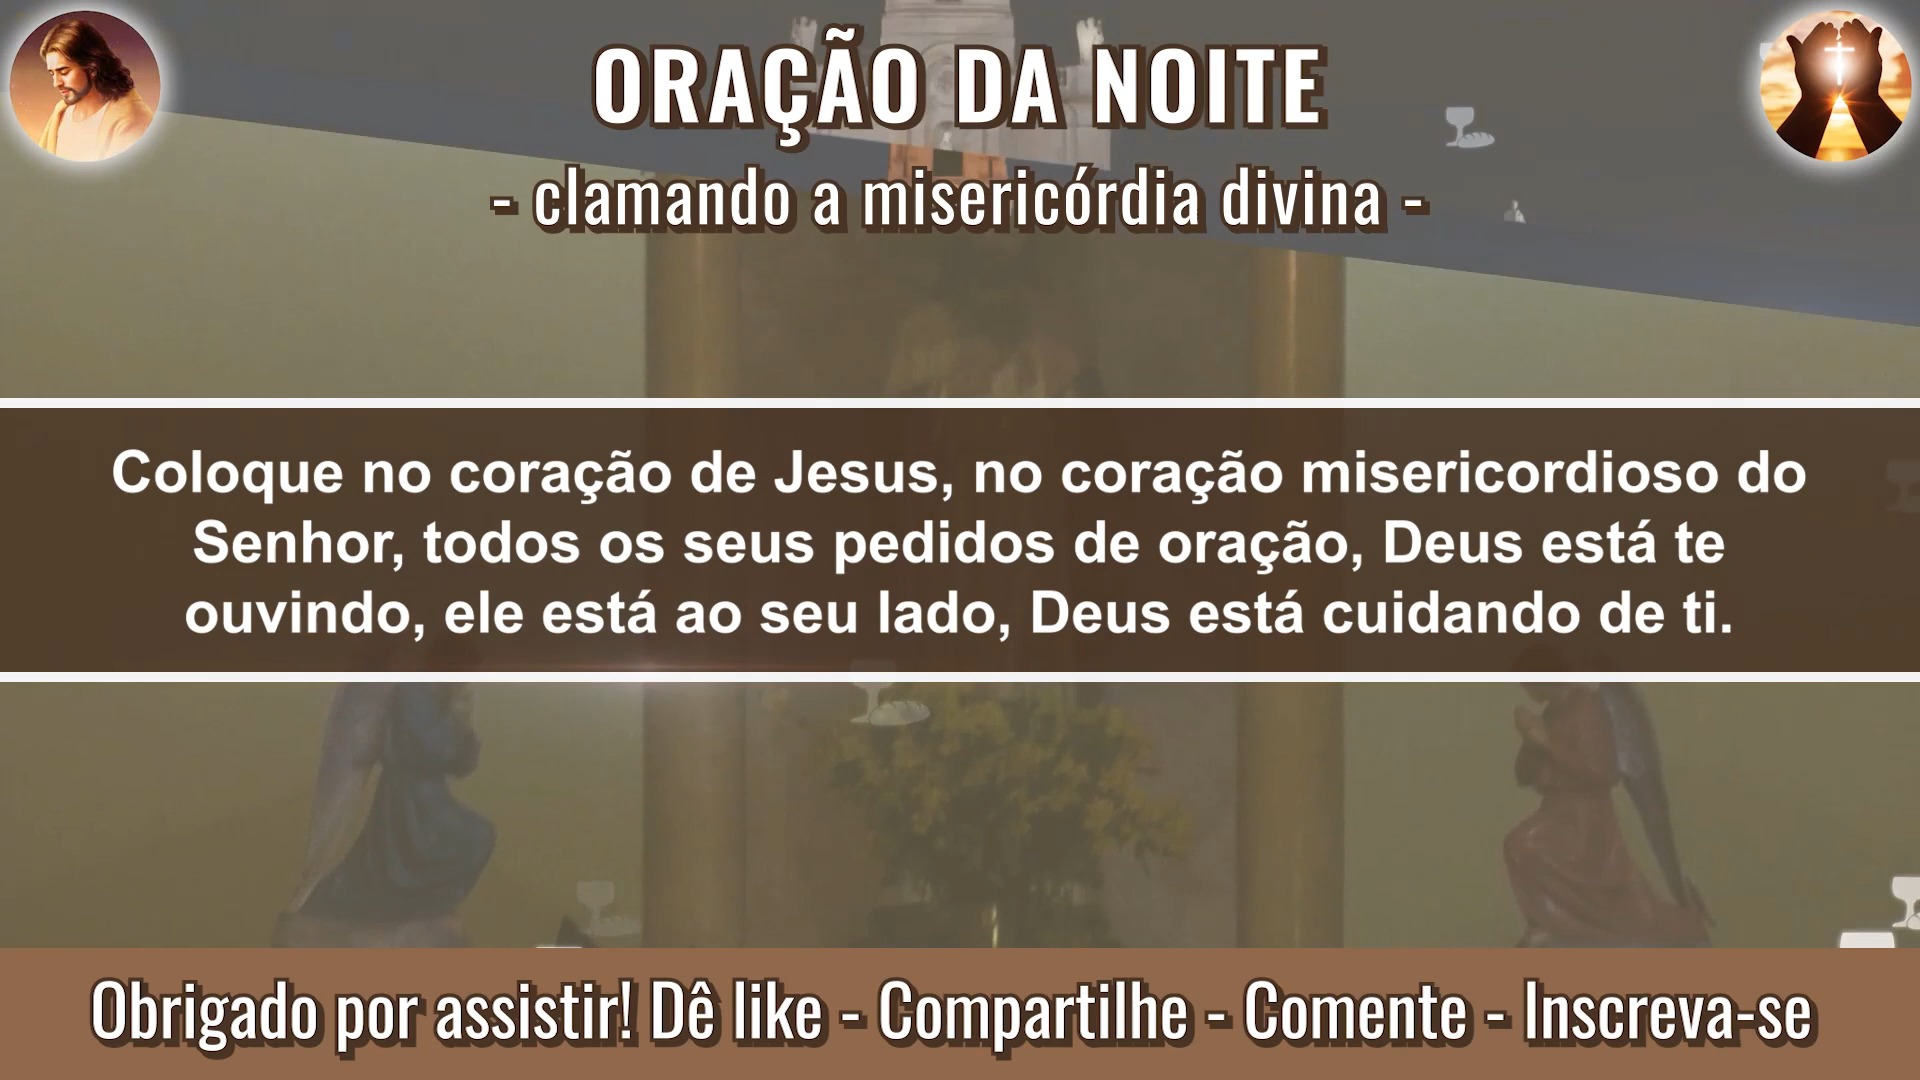 ORAÇÃO DA NOITE
- clamando a misericórdia divina -
Coloque no coração de Jesus, no coração misericordioso do
Senhor, todos os seus pedidos de oração, Deus está te
ouvindo, ele está ao seu lado, Deus está cuidando de ti.
Obrigado por assistir! Dê like - Compartilhe - Comente - Inscreva-se